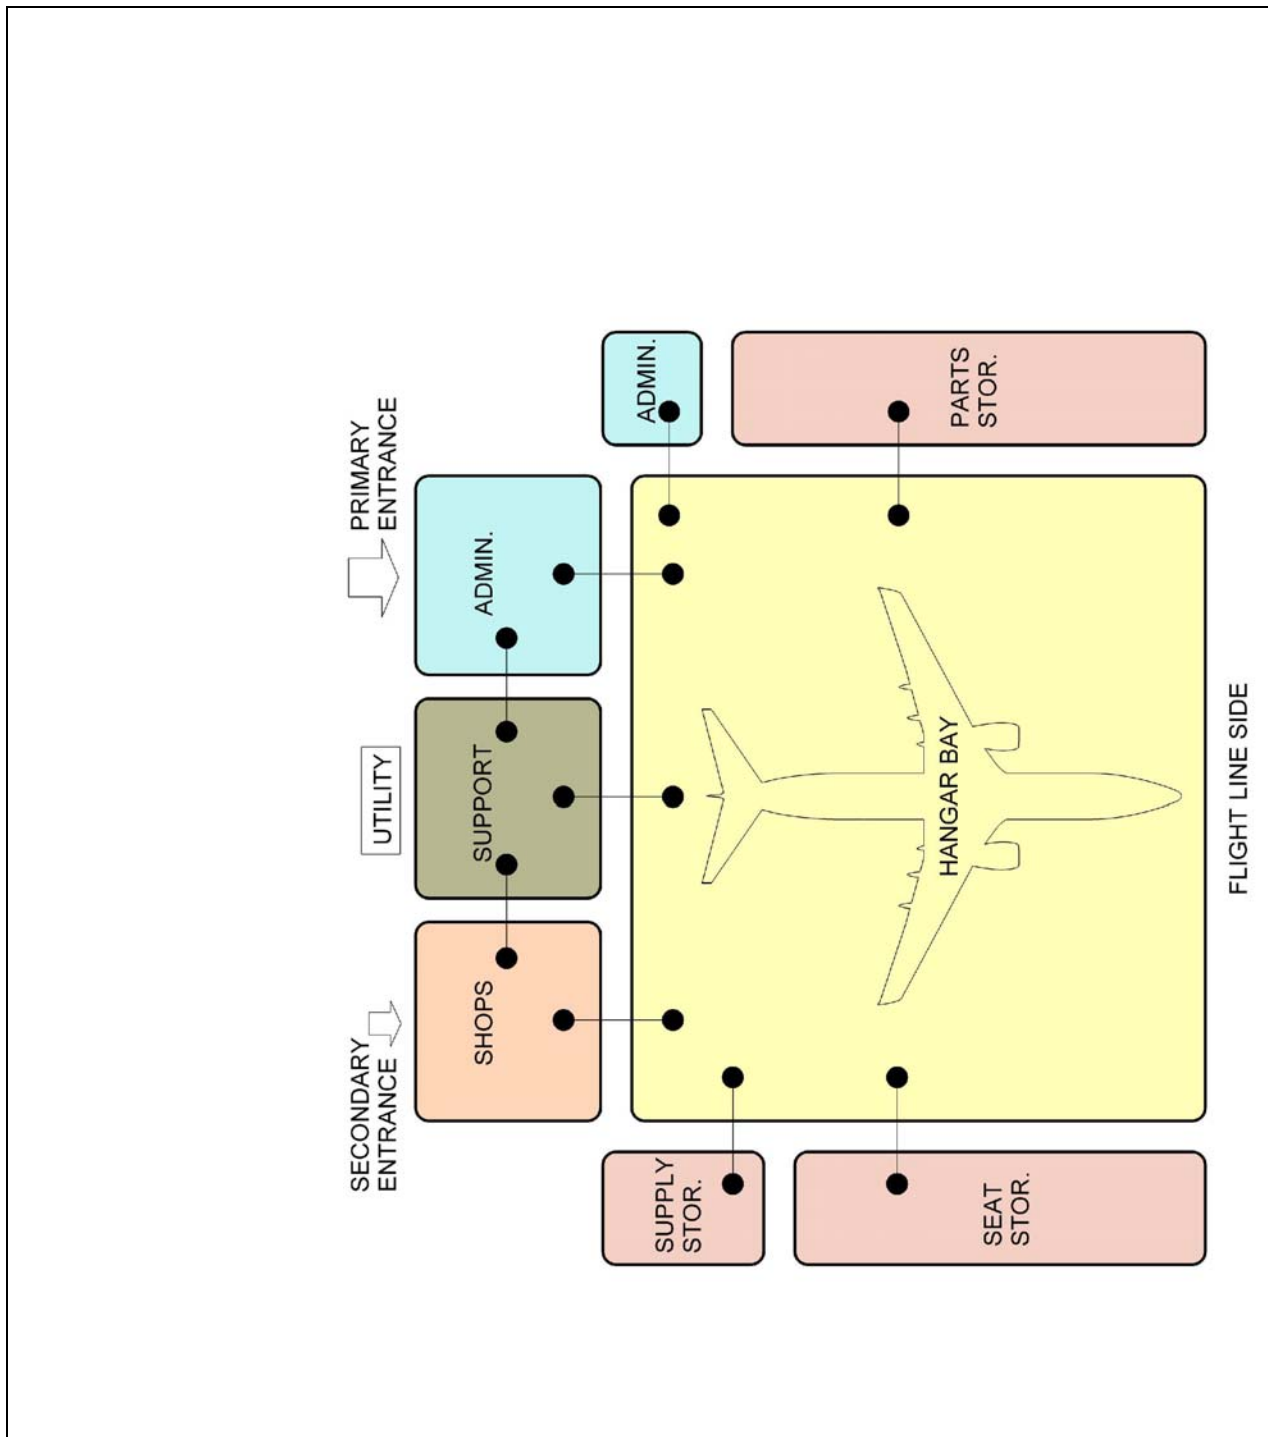 PRIMARY
ENTRANCE
ADMIN.
ADMIN.
PARTS
STOR.
UTILITY
SUPPORT
HANGAR BAY
FLIGHT LINE SIDE
SECONDARY
ENTRANCE
SHOPS
SUPPLY
STOR.
SEAT
STOR.